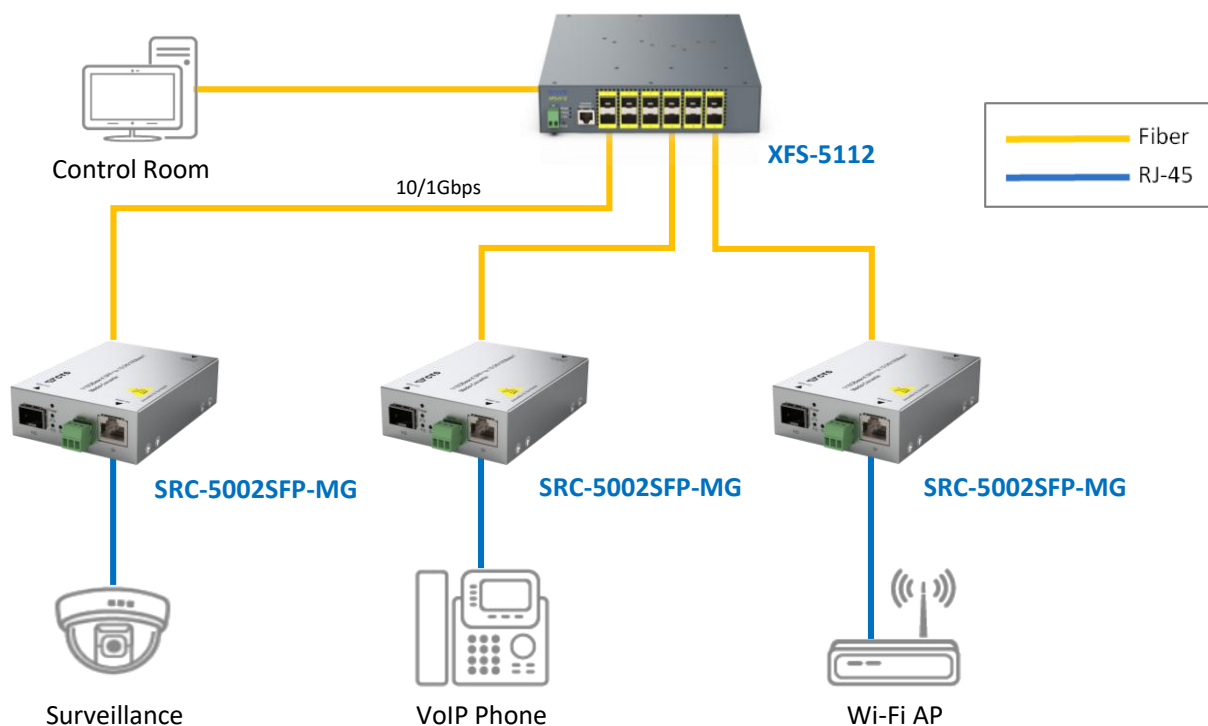 Control Room
XFS-5112
Fiber
RJ-45
10/1Gbps
SRC-5002SFP-MG
SRC-5002SFP-MG
SRC-5002SFP-MG
Surveillance
VoIP Phone
Wi-Fi AP